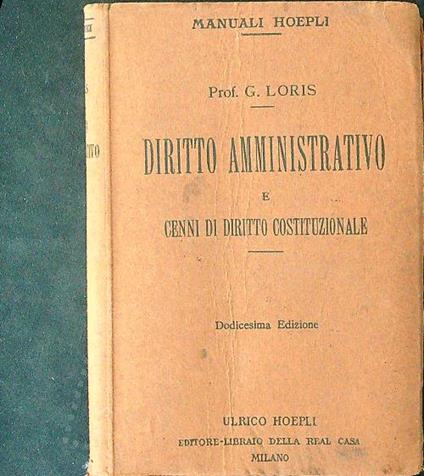 MANUALI HOEPLI
Prof. G. LORIS
DIRITTO AMMINISTRATIVO
E
CENNI DI DIRITTO COSTITUZIONALE
Dodicesima Edizione
ULRICO HOEPLI
EDITORE-LIBRAIO DELLA REAL CASA
MILANO